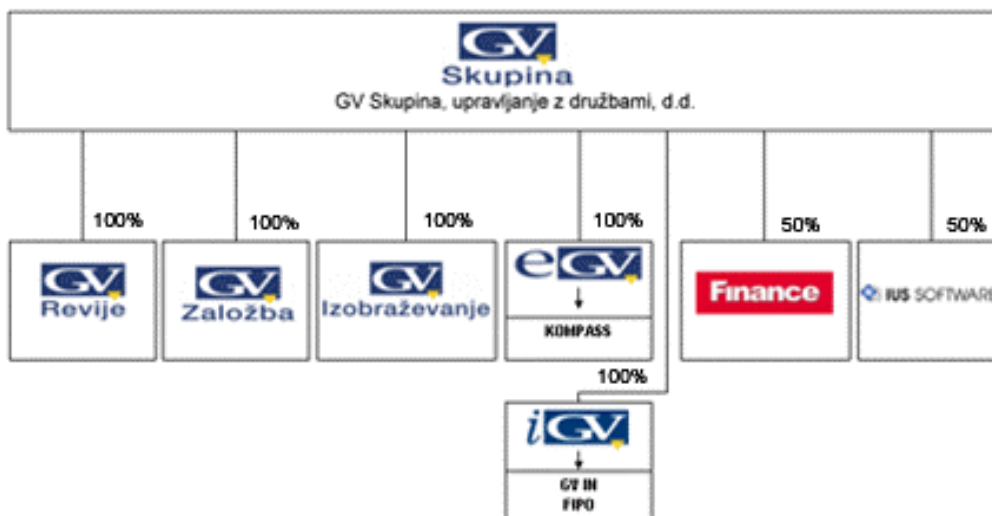 GV
Skupina
GV Skupina, upravljanje z družbami, d.d.
100%
100%
100%
100%
50%
50%
GV
Revije
GV
Založba
GV
Izobraževanje
eGV
KOMPASS
Finance
IUS SOFTWARE
100%
iGV
GV IN
FIPO